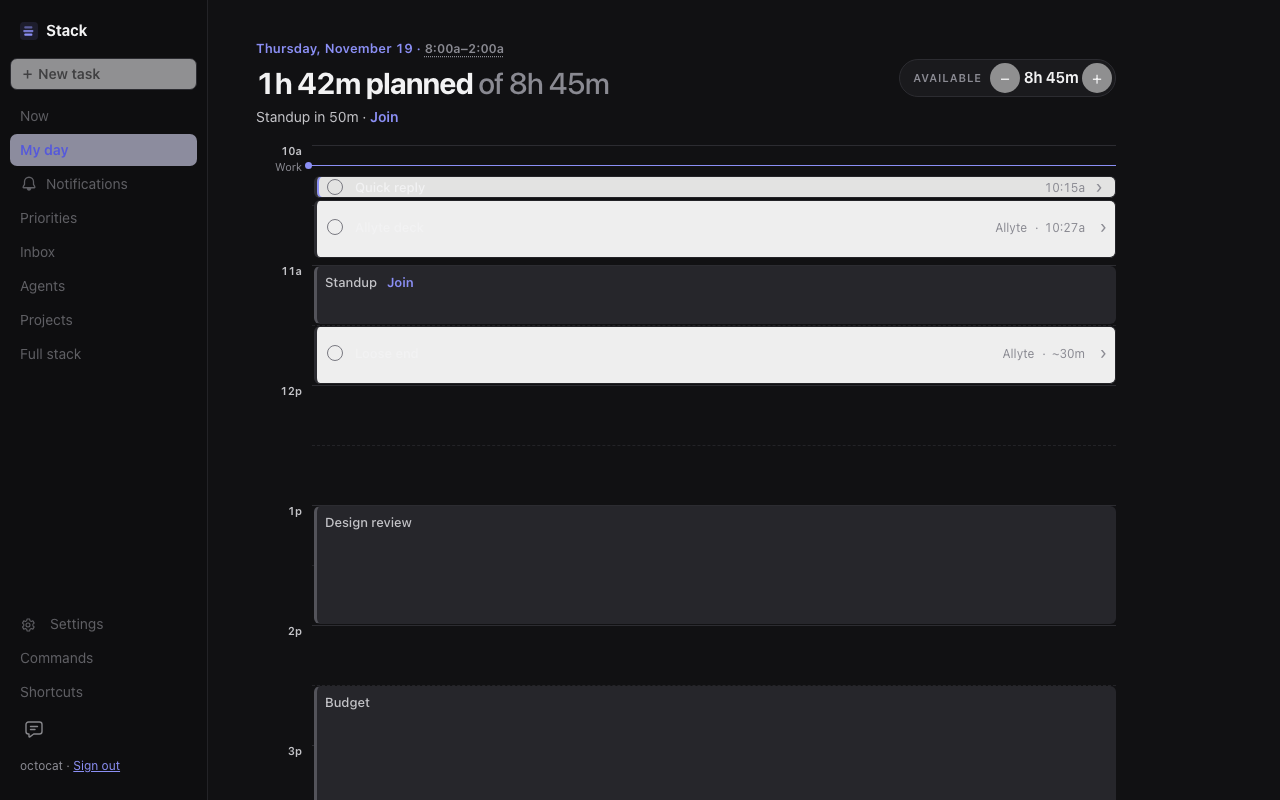 Stack
+ New task
Now
My day
Notifications
Priorities
Inbox
Agents
Projects
Full stack
Settings
Commands
Shortcuts
octocat · Sign out
Thursday, November 19 · 8:00a–2:00a
1h 42m planned of 8h 45m
Standup in 50m · Join
AVAILABLE − 8h 45m +
10a
Work
Quick reply 10:15a
Allyte · 10:27a
11a
Standup Join
Allyte · ~30m
12p
1p
Design review
2p
Budget
3p